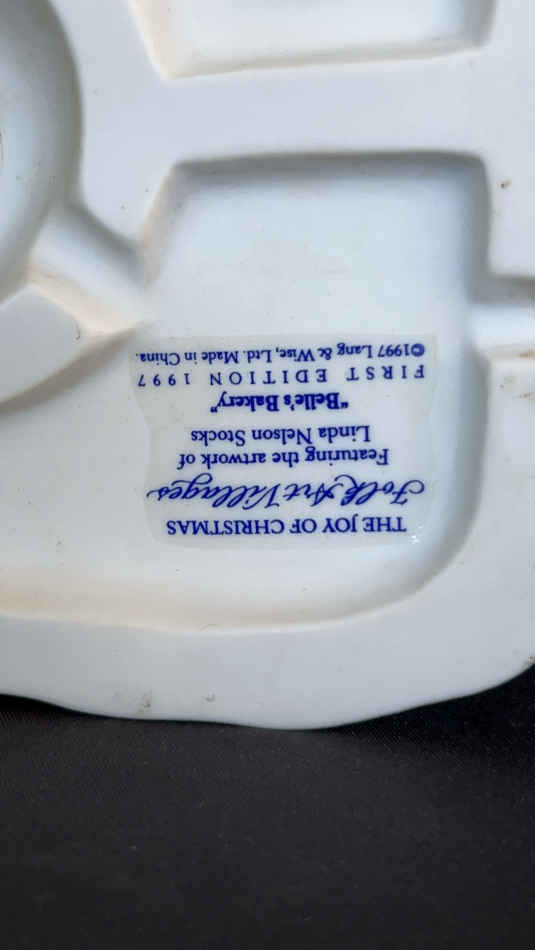 THE JOY OF CHRISTMAS
Folk Art Villages
Featuring the artwork of
Linda Nelson Stocks
"Belle's Bakery"
FIRST EDITION 1997
©1997 Lang & Wise, Ltd. Made in China.